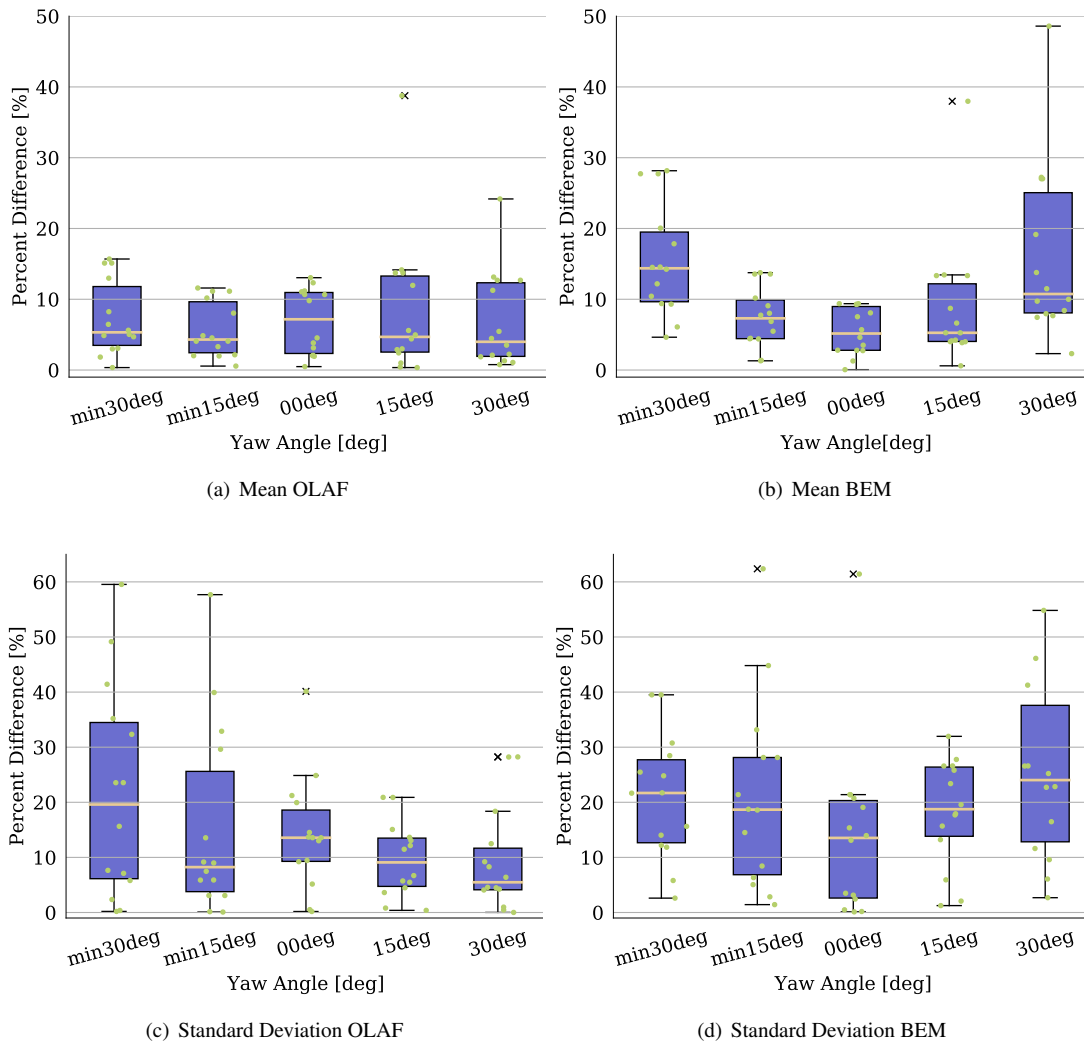 50
40
30
20
10
0
Percent Difference [%]
min30deg
min15deg
00deg
15deg
30deg
Yaw Angle [deg]
(a) Mean OLAF
50
40
30
20
10
0
Percent Difference [%]
min30deg
min15deg
00deg
15deg
30deg
Yaw Angle[deg]
(b) Mean BEM
60
50
40
30
20
10
0
Percent Difference [%]
min30deg
min15deg
00deg
15deg
30deg
Yaw Angle [deg]
(c) Standard Deviation OLAF
60
50
40
30
20
10
0
Percent Difference [%]
min30deg
min15deg
00deg
15deg
30deg
Yaw Angle [deg]
(d) Standard Deviation BEM